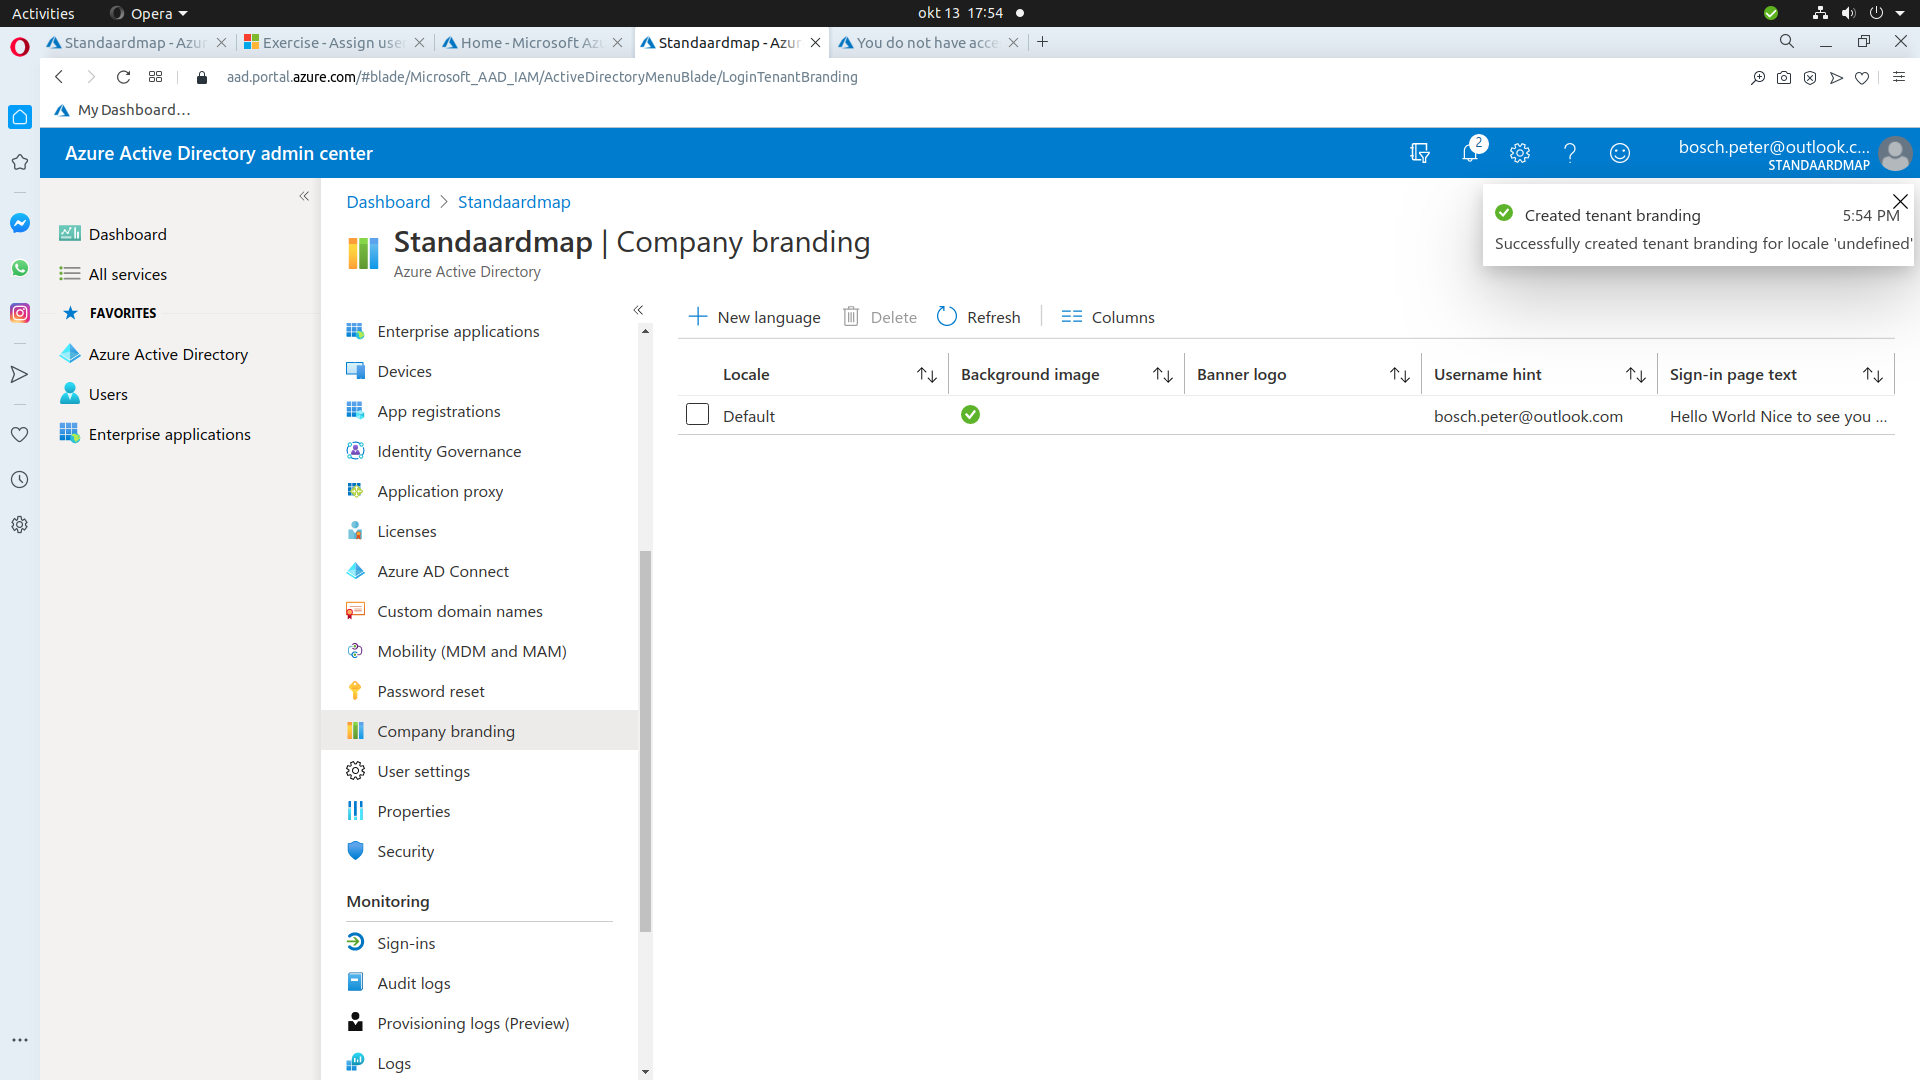 Activities
Opera
okt 13 17:54
Standaardmap - Azur
Exercise - Assign user
Home - Microsoft Azu
Standaardmap - Azur
You do not have acce
aad.portal.azure.com/#blade/Microsoft_AAD_IAM/ActiveDirectoryMenuBlade/LoginTenantBranding
My Dashboard...
Azure Active Directory admin center
2
bosch.peter@outlook.c...
STANDAARDMAP
Created tenant branding
5:54 PM
Successfully created tenant branding for locale 'undefined'
Dashboard
All services
FAVORITES
Azure Active Directory
Users
Enterprise applications
Dashboard > Standaardmap
Standaardmap | Company branding
Azure Active Directory
Enterprise applications
Devices
App registrations
Identity Governance
Application proxy
Licenses
Azure AD Connect
Custom domain names
Mobility (MDM and MAM)
Password reset
Company branding
User settings
Properties
Security
Monitoring
Sign-ins
Audit logs
Provisioning logs (Preview)
Logs
New language
Delete
Refresh
Columns
Locale
Background image
Banner logo
Username hint
Sign-in page text
Default
bosch.peter@outlook.com
Hello World Nice to see you ...